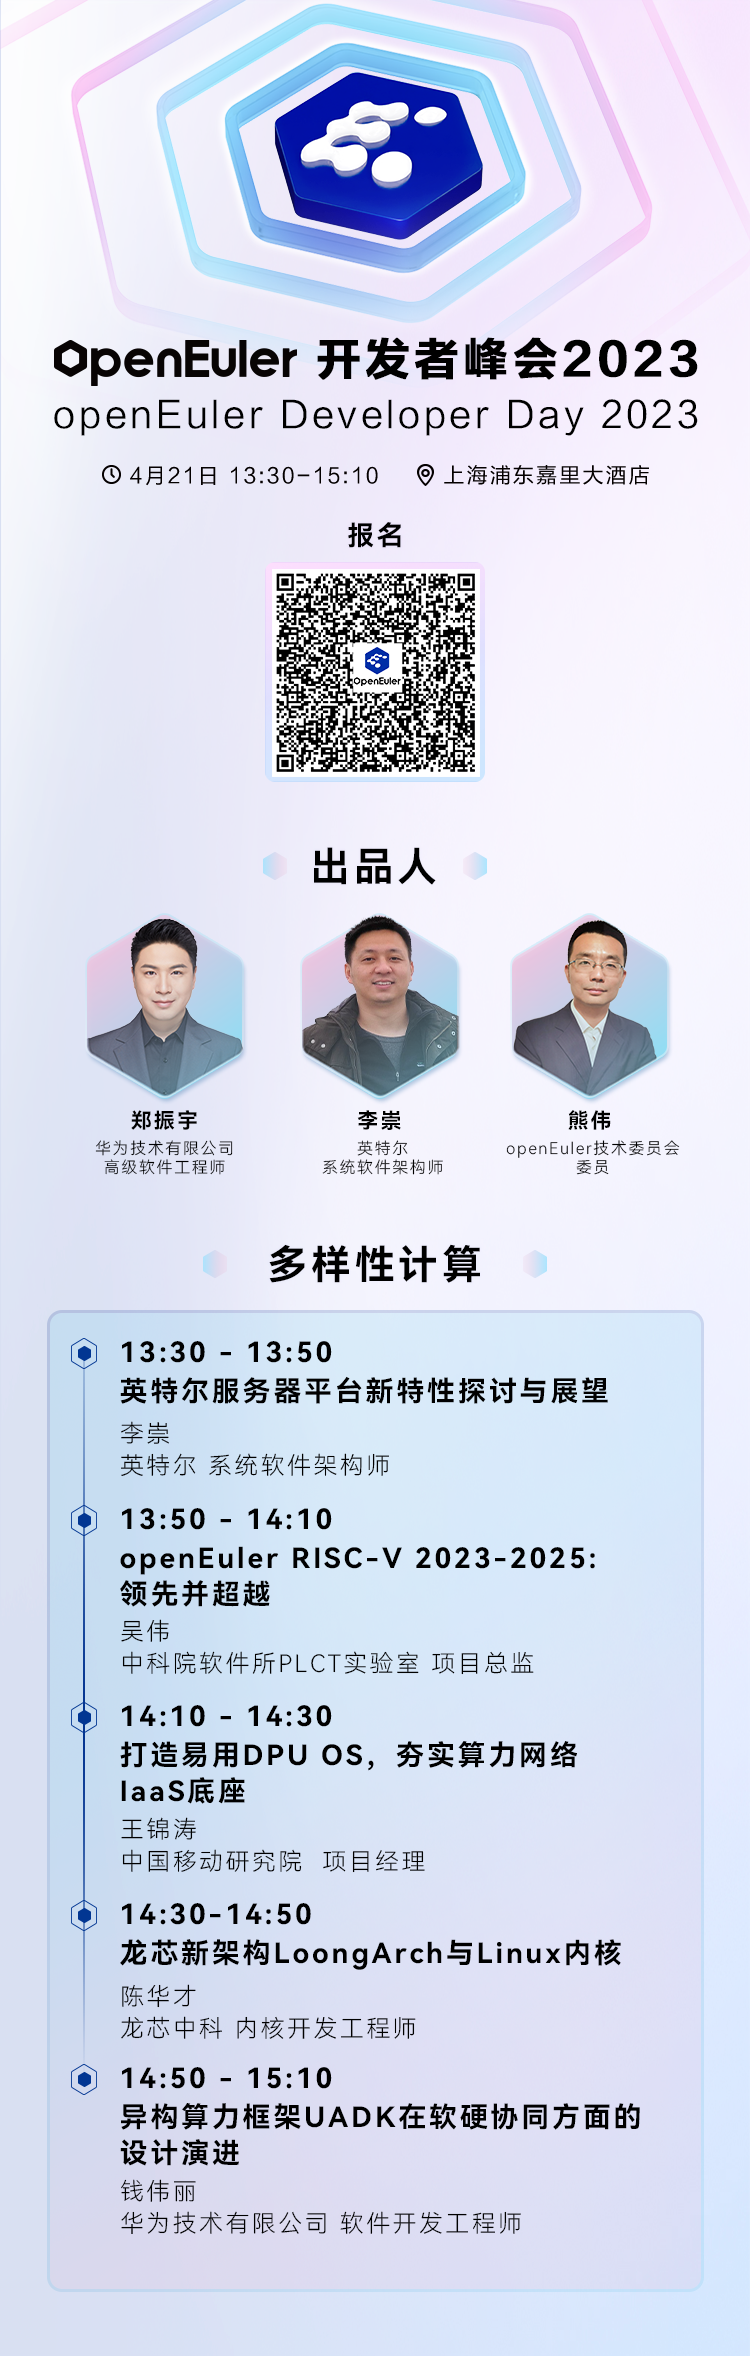 OpenEuler 开发者峰会2023
openEuler Developer Day 2023
4月21日 13:30-15:10 上海浦东嘉里大酒店
报名
OpenEuler
出品人
郑振宇 李崇 熊伟
华为技术有限公司 英特尔 openEuler技术委员会
高级软件工程师 系统软件架构师 委员
多样性计算
13:30 - 13:50
英特尔服务器平台新特性探讨与展望
李崇
英特尔 系统软件架构师
13:50 - 14:10
openEuler RISC-V 2023-2025:
领先并超越
吴伟
中科院软件所PLCT实验室 项目总监
14:10 - 14:30
打造易用DPU OS，夯实算力网络
IaaS底座
王锦涛
中国移动研究院 项目经理
14:30-14:50
龙芯新架构LoongArch与Linux内核
陈华才
龙芯中科 内核开发工程师
14:50 - 15:10
异构算力框架UADK在软硬协同方面的
设计演进
钱伟丽
华为技术有限公司 软件开发工程师